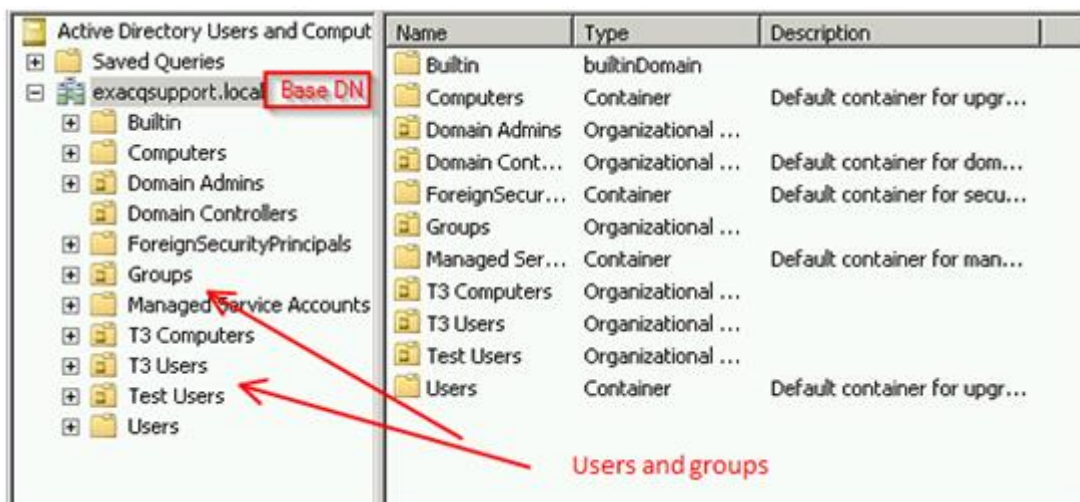 Active Directory Users and Comput
Saved Queries
exacqsupport.local Base DN
Builtin
Computers
Domain Admins
Domain Controllers
ForeignSecurityPrincipals
Groups
Managed Service Accounts
T3 Computers
T3 Users
Test Users
Users
Name Type Description
Builtin builtinDomain
Computers Container Default container for upgr...
Domain Admins Organizational ...
Domain Cont... Organizational ... Default container for dom...
ForeignSecur... Container Default container for secu...
Groups Organizational ...
Managed Ser... Container Default container for man...
T3 Computers Organizational ...
T3 Users Organizational ...
Test Users Organizational ...
Users Container Default container for upgr...
Users and groups